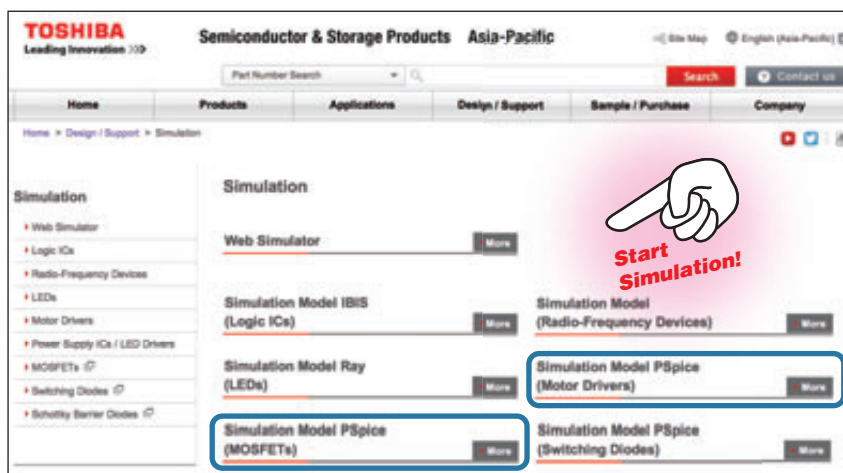 TOSHIBA
Leading Innovation >>>
Semiconductor & Storage Products Asia-Pacific
Site Map
English (Asia-Pacific)
Part Number Search
Search
Contact us
Home
Products
Applications
Design / Support
Sample / Purchase
Company
Home > Design / Support > Simulation
Simulation
Web Simulator
Logic ICs
Radio-Frequency Devices
LEDs
Motor Drivers
Power Supply ICs / LED Drivers
MOSFETs
Switching Diodes
Schottky Barrier Diodes
Simulation
Web Simulator
More
Start
Simulation!
Simulation Model IBIS
(Logic ICs)
More
Simulation Model
(Radio-Frequency Devices)
More
Simulation Model Ray
(LEDs)
More
Simulation Model PSpice
(Motor Drivers)
More
Simulation Model PSpice
(MOSFETs)
More
Simulation Model PSpice
(Switching Diodes)
More